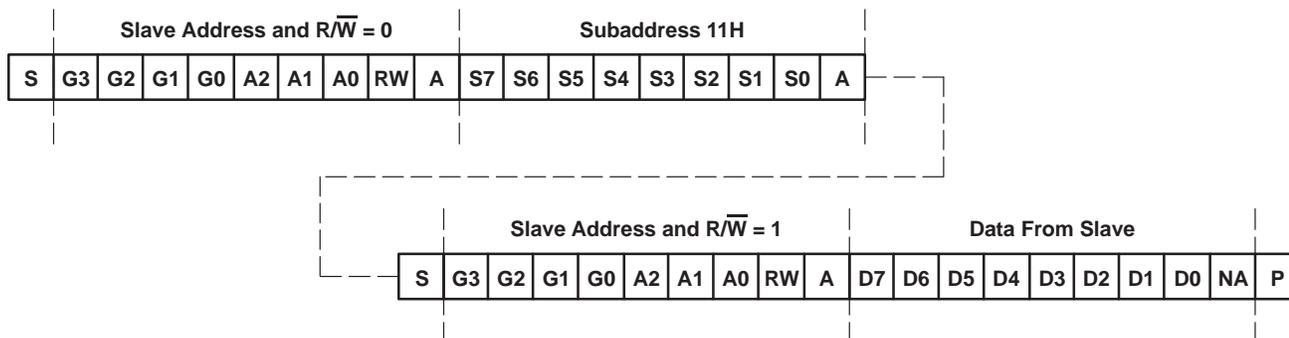 Slave Address and R/W̅ = 0 Subaddress 11H
S G3 G2 G1 G0 A2 A1 A0 RW A S7 S6 S5 S4 S3 S2 S1 S0 A
Slave Address and R/W̅ = 1 Data From Slave
S G3 G2 G1 G0 A2 A1 A0 RW A D7 D6 D5 D4 D3 D2 D1 D0 NA P